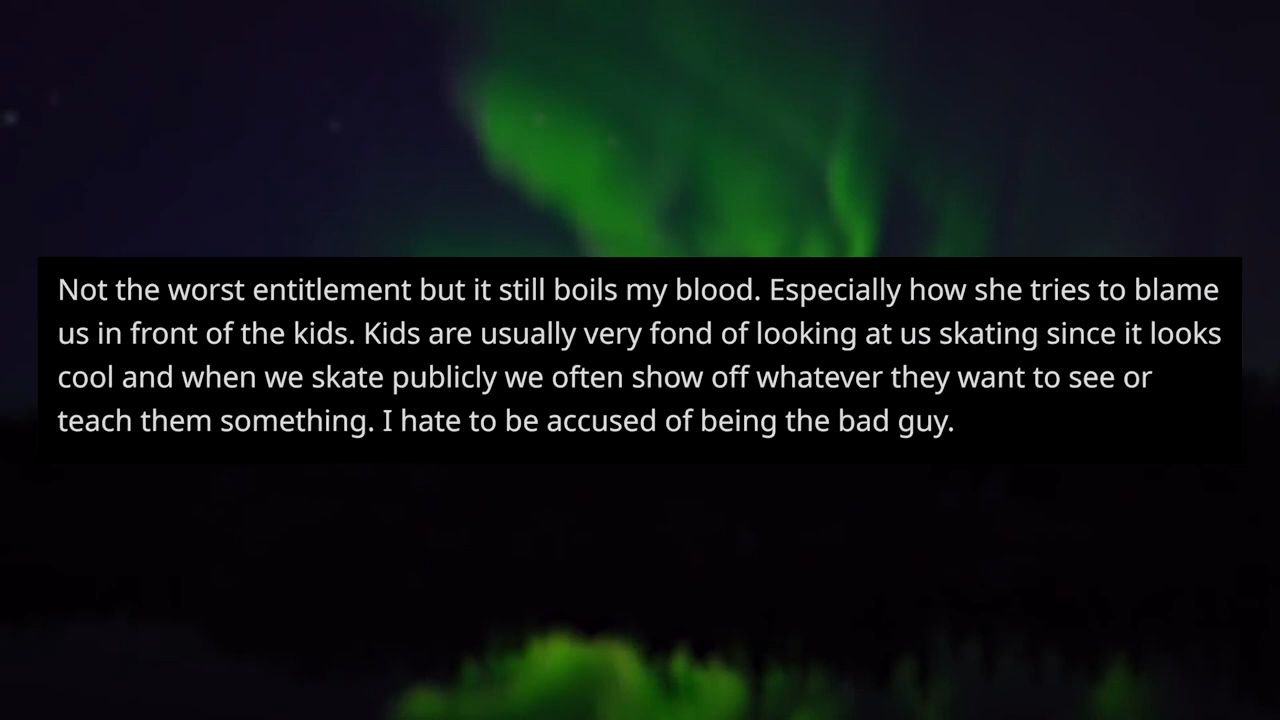 Not the worst entitlement but it still boils my blood. Especially how she tries to blame
us in front of the kids. Kids are usually very fond of looking at us skating since it looks
cool and when we skate publicly we often show off whatever they want to see or
teach them something. I hate to be accused of being the bad guy.